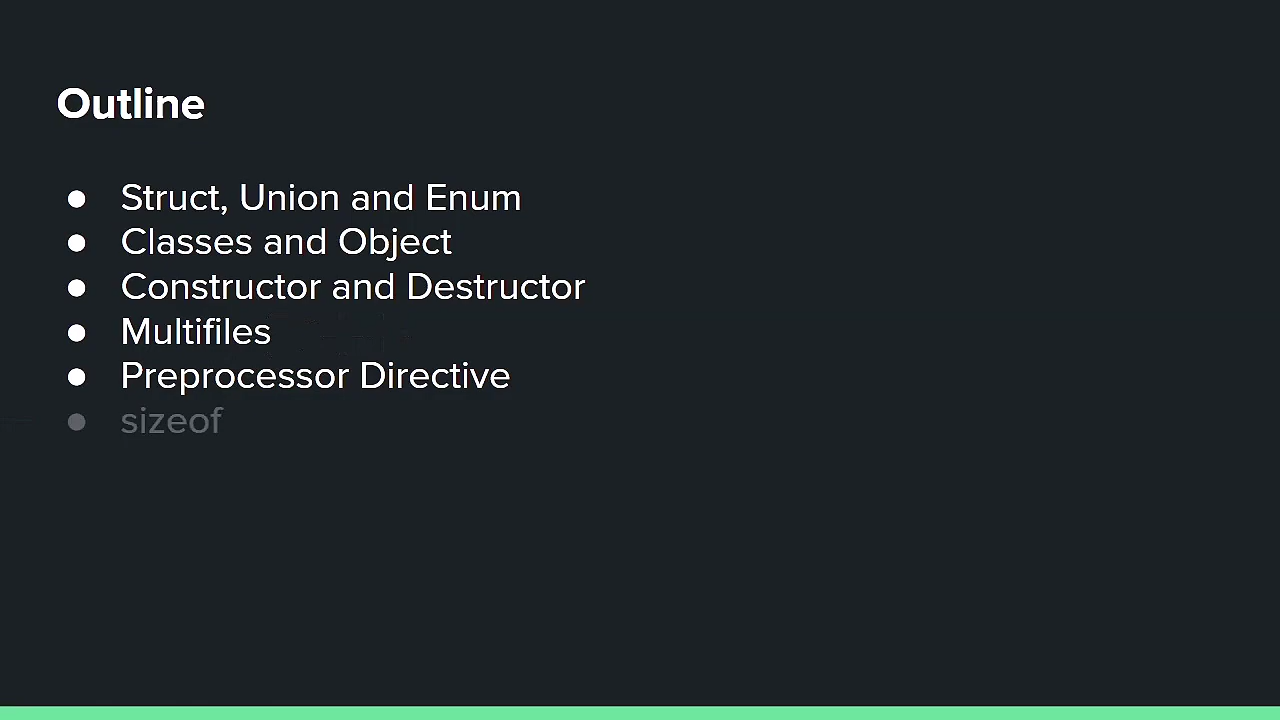 Outline
● Struct, Union and Enum
● Classes and Object
● Constructor and Destructor
● Multifiles
● Preprocessor Directive
● sizeof